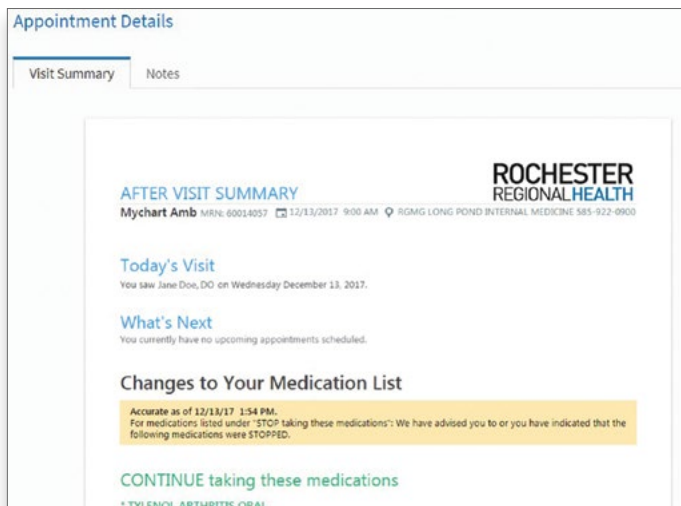 Appointment Details
Visit Summary Notes
ROCHESTER
REGIONALHEALTH
AFTER VISIT SUMMARY
Mychart Amb MRN: 60014057 12/13/2017 9:00 AM RGMG LONG POND INTERNAL MEDICINE 585-922-0900
Today's Visit
You saw Jane Doe, DO on Wednesday December 13, 2017.
What's Next
You currently have no upcoming appointments scheduled.
Changes to Your Medication List
Accurate as of 12/13/17 1:54 PM.
For medications listed under "STOP taking these medications": We have advised you to or you have indicated that the
following medications were STOPPED.
CONTINUE taking these medications
* TYLENOL ARTHRITIS ORAL